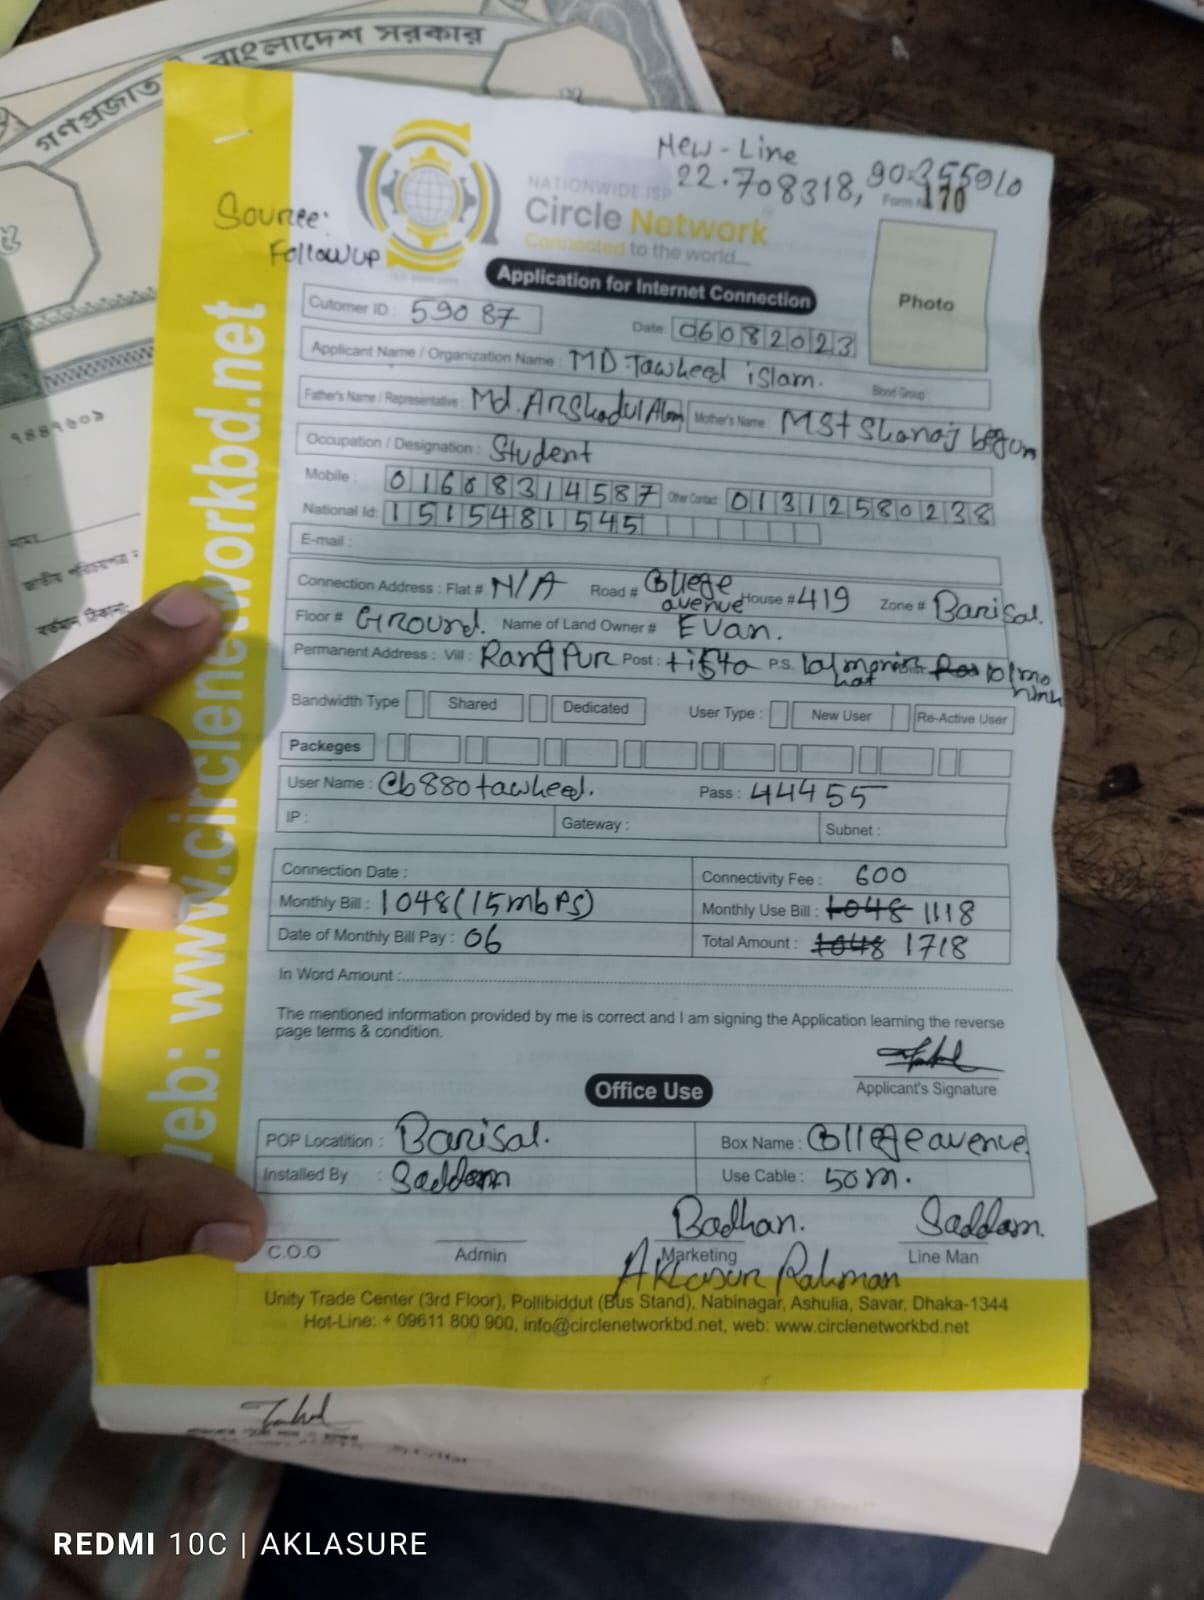 গণপ্রজাতন্ত্রী বাংলাদেশ সরকার
New-Line
22.708318, 90.355910
Form No 170
NATIONWIDE ISP
Circle Network
Connected to the world....
Source:
Followup
Application for Internet Connection
Photo
Cutomer ID : 59087
Date: 06082023
Applicant Name / Organization Name : MD.Tawheed islam. Blood Group :
Father's Name / Representative : Md. Arshadul Alam Mother's Name : MSt Shanaj begum
Occupation / Designation : Student
Mobile : 01608314587 Other Contact: 01312580238
National Id: 1515481545
E-mail :
Connection Address : Flat # N/A Road # College avenue House # 419 Zone # Barisal.
Floor # Ground. Name of Land Owner # Evan.
Permanent Address : Vill : Rangpur Post : tista P.S.
Bandwidth Type Shared Dedicated User Type : New User Re-Active User
Packeges
User Name : Cb880tawheed. Pass : 44455
IP : Gateway : Subnet :
Connection Date : Connectivity Fee : 600
Monthly Bill : 1048(15mbps) Monthly Use Bill : 1048 1118
Date of Monthly Bill Pay : 06 Total Amount : 1048 1718
In Word Amount :
The mentioned information provided by me is correct and I am signing the Application learning the reverse
page terms & condition.
Applicant's Signature
Office Use
POP Locatition : Barisal. Box Name : College avenue
Installed By : Saddam Use Cable : 50m.
Badhan. Saddam.
C.O.O Admin Marketing Line Man
Aklasur Rahman
Unity Trade Center (3rd Floor), Pollibiddut (Bus Stand), Nabinagar, Ashulia, Savar, Dhaka-1344
Hot-Line: + 09611 800 900, info@circlenetworkbd.net, web: www.circlenetworkbd.net
web: www.circlenetworkbd.net
REDMI 10C | AKLASURE